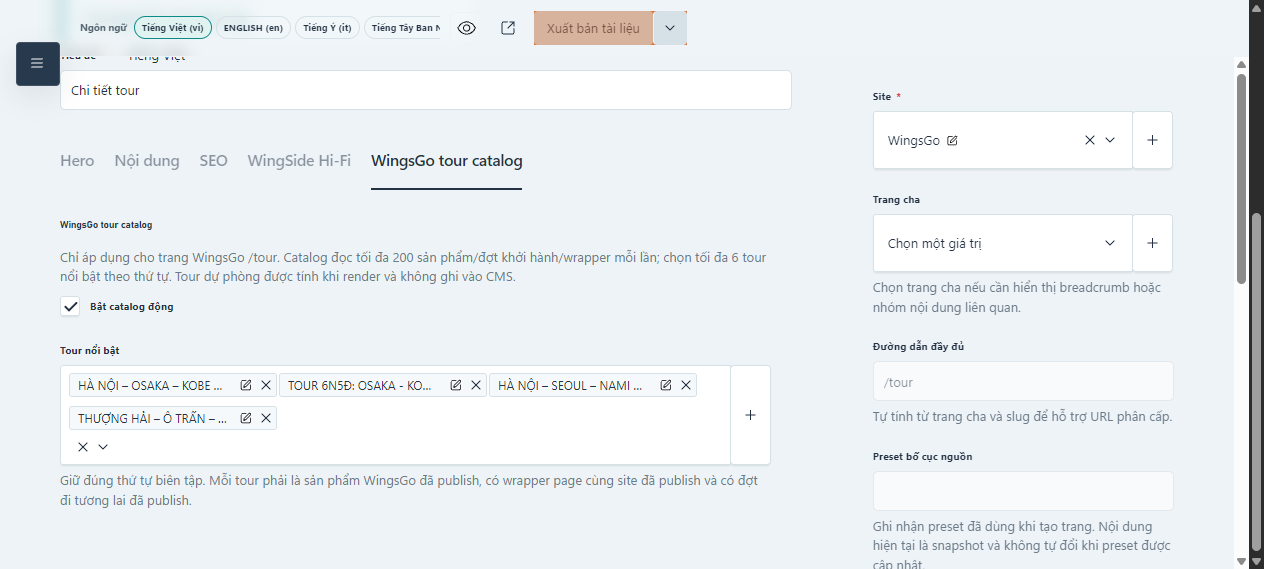 Ngôn ngữ
Tiếng Việt (vi)
ENGLISH (en)
Tiếng Ý (it)
Tiếng Tây Ban N
Xuất bản tài liệu
Tiêu đề
Tiếng Việt
Chi tiết tour
Hero
Nội dung
SEO
WingSide Hi-Fi
WingsGo tour catalog
WingsGo tour catalog
Chỉ áp dụng cho trang WingsGo /tour. Catalog đọc tối đa 200 sản phẩm/đợt khởi hành/wrapper mỗi lần; chọn tối đa 6 tour
nổi bật theo thứ tự. Tour dự phòng được tính khi render và không ghi vào CMS.
Bật catalog động
Tour nổi bật
HÀ NỘI – OSAKA – KOBE ...
TOUR 6N5Đ: OSAKA - KO...
HÀ NỘI – SEOUL – NAMI ...
THƯỢNG HẢI – Ô TRẤN – ...
Giữ đúng thứ tự biên tập. Mỗi tour phải là sản phẩm WingsGo đã publish, có wrapper page cùng site đã publish và có đợt
đi tương lai đã publish.
Site *
WingsGo
Trang cha
Chọn một giá trị
Chọn trang cha nếu cần hiển thị breadcrumb hoặc
nhóm nội dung liên quan.
Đường dẫn đầy đủ
/tour
Tự tính từ trang cha và slug để hỗ trợ URL phân cấp.
Preset bố cục nguồn
Ghi nhận preset đã dùng khi tạo trang. Nội dung
hiện tại là snapshot và không tự đổi khi preset được
cập nhật.